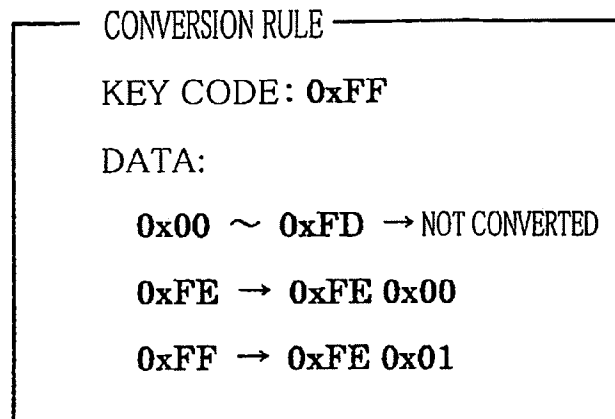 CONVERSION RULE
KEY CODE: 0xFF
DATA:
0x00 ～ 0xFD → NOT CONVERTED
0xFE → 0xFE 0x00
0xFF → 0xFE 0x01